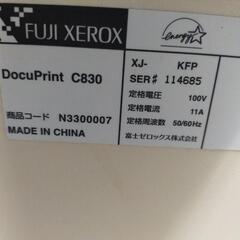 FUJI XEROX
energy
DocuPrint C830
XJ- KFP
SER# 114685
定格電圧 100V
定格電流 11A
定格周波数 50/60Hz
商品コード N3300007
MADE IN CHINA
富士ゼロックス株式会社